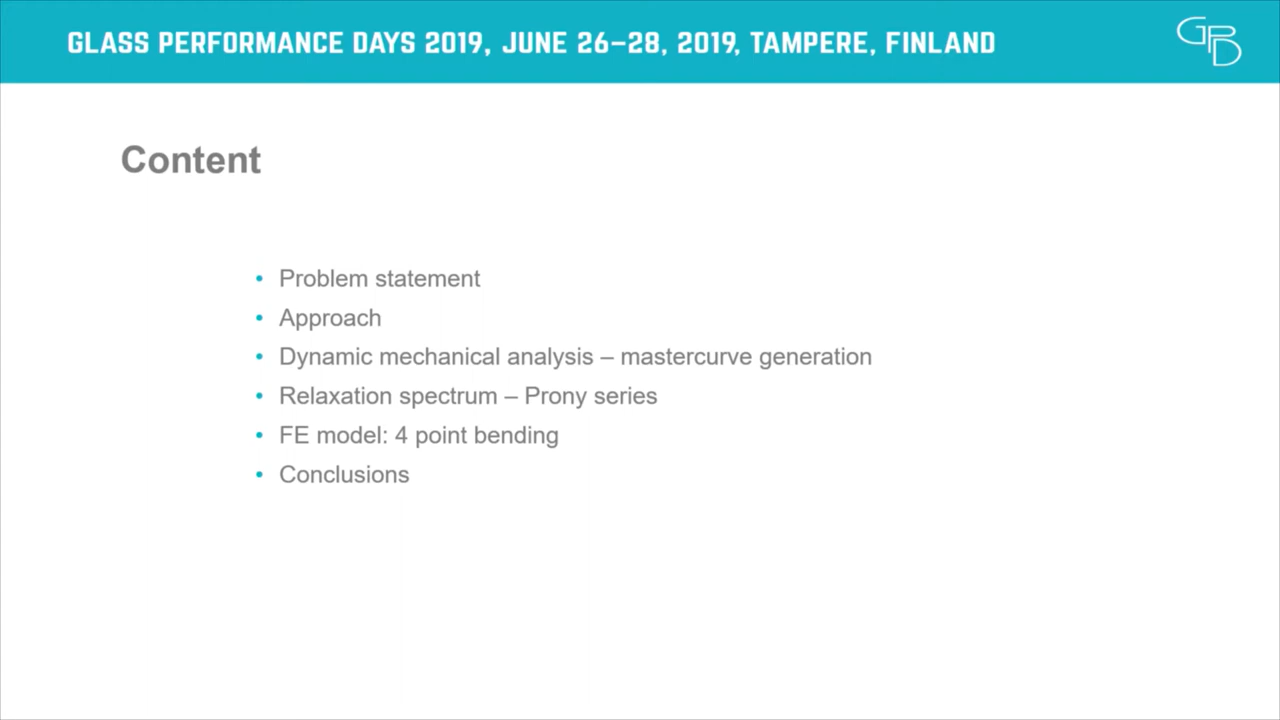 GLASS PERFORMANCE DAYS 2019, JUNE 26–28, 2019, TAMPERE, FINLAND
GPD
Content
• Problem statement
• Approach
• Dynamic mechanical analysis – mastercurve generation
• Relaxation spectrum – Prony series
• FE model: 4 point bending
• Conclusions